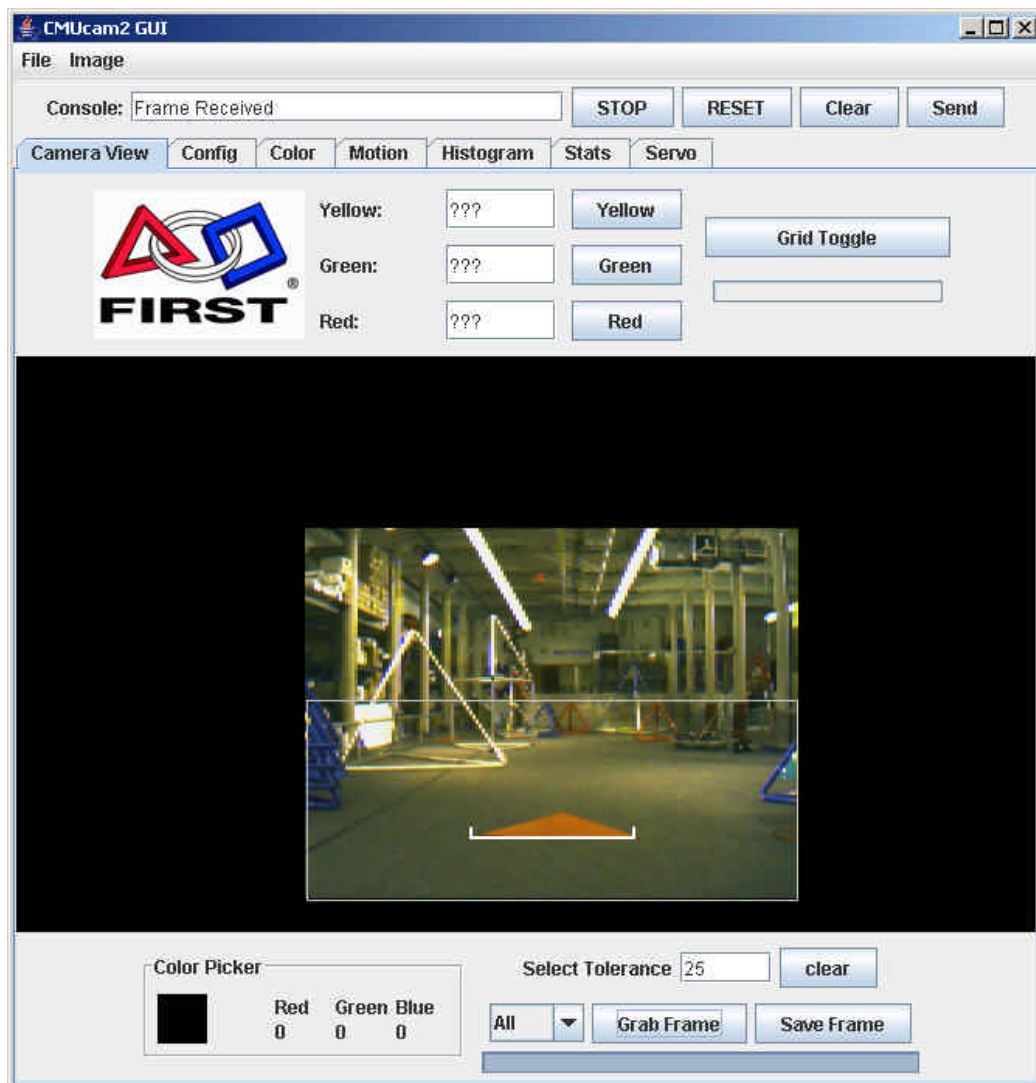 CMUcam2 GUI
File Image
Console: Frame Received STOP RESET Clear Send
Camera View Config Color Motion Histogram Stats Servo
Yellow: ??? Yellow
Grid Toggle
Green: ??? Green
Red: ??? Red
FIRST®
Color Picker
Red Green Blue
0 0 0
Select Tolerance 25 clear
All Grab Frame Save Frame